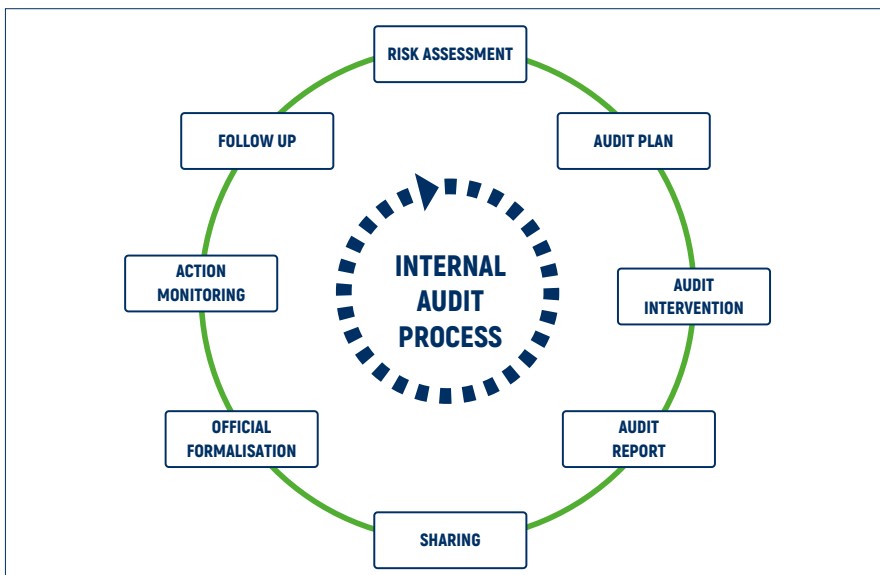 RISK ASSESSMENT
AUDIT PLAN
AUDIT
INTERVENTION
AUDIT
REPORT
SHARING
OFFICIAL
FORMALISATION
ACTION
MONITORING
FOLLOW UP
INTERNAL
AUDIT
PROCESS